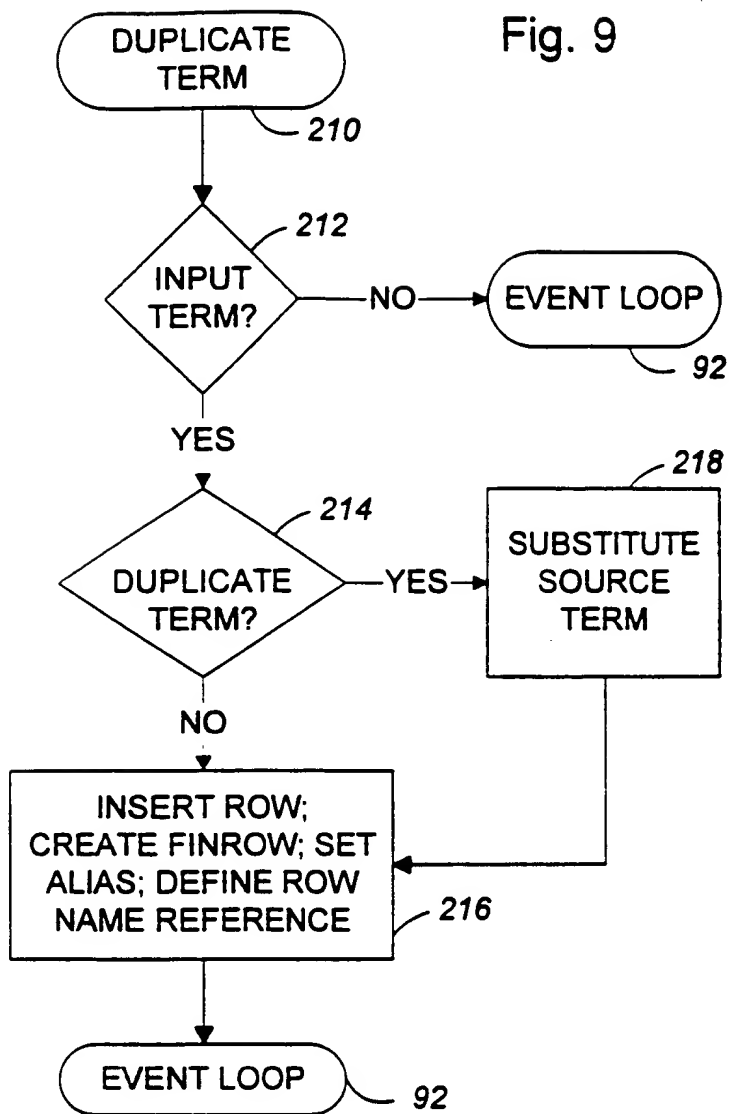 Fig. 9
DUPLICATE
TERM
210
212
INPUT
TERM?
NO
EVENT LOOP
92
YES
214
DUPLICATE
TERM?
YES
218
SUBSTITUTE
SOURCE
TERM
NO
INSERT ROW;
CREATE FINROW; SET
ALIAS; DEFINE ROW
NAME REFERENCE
216
EVENT LOOP
92